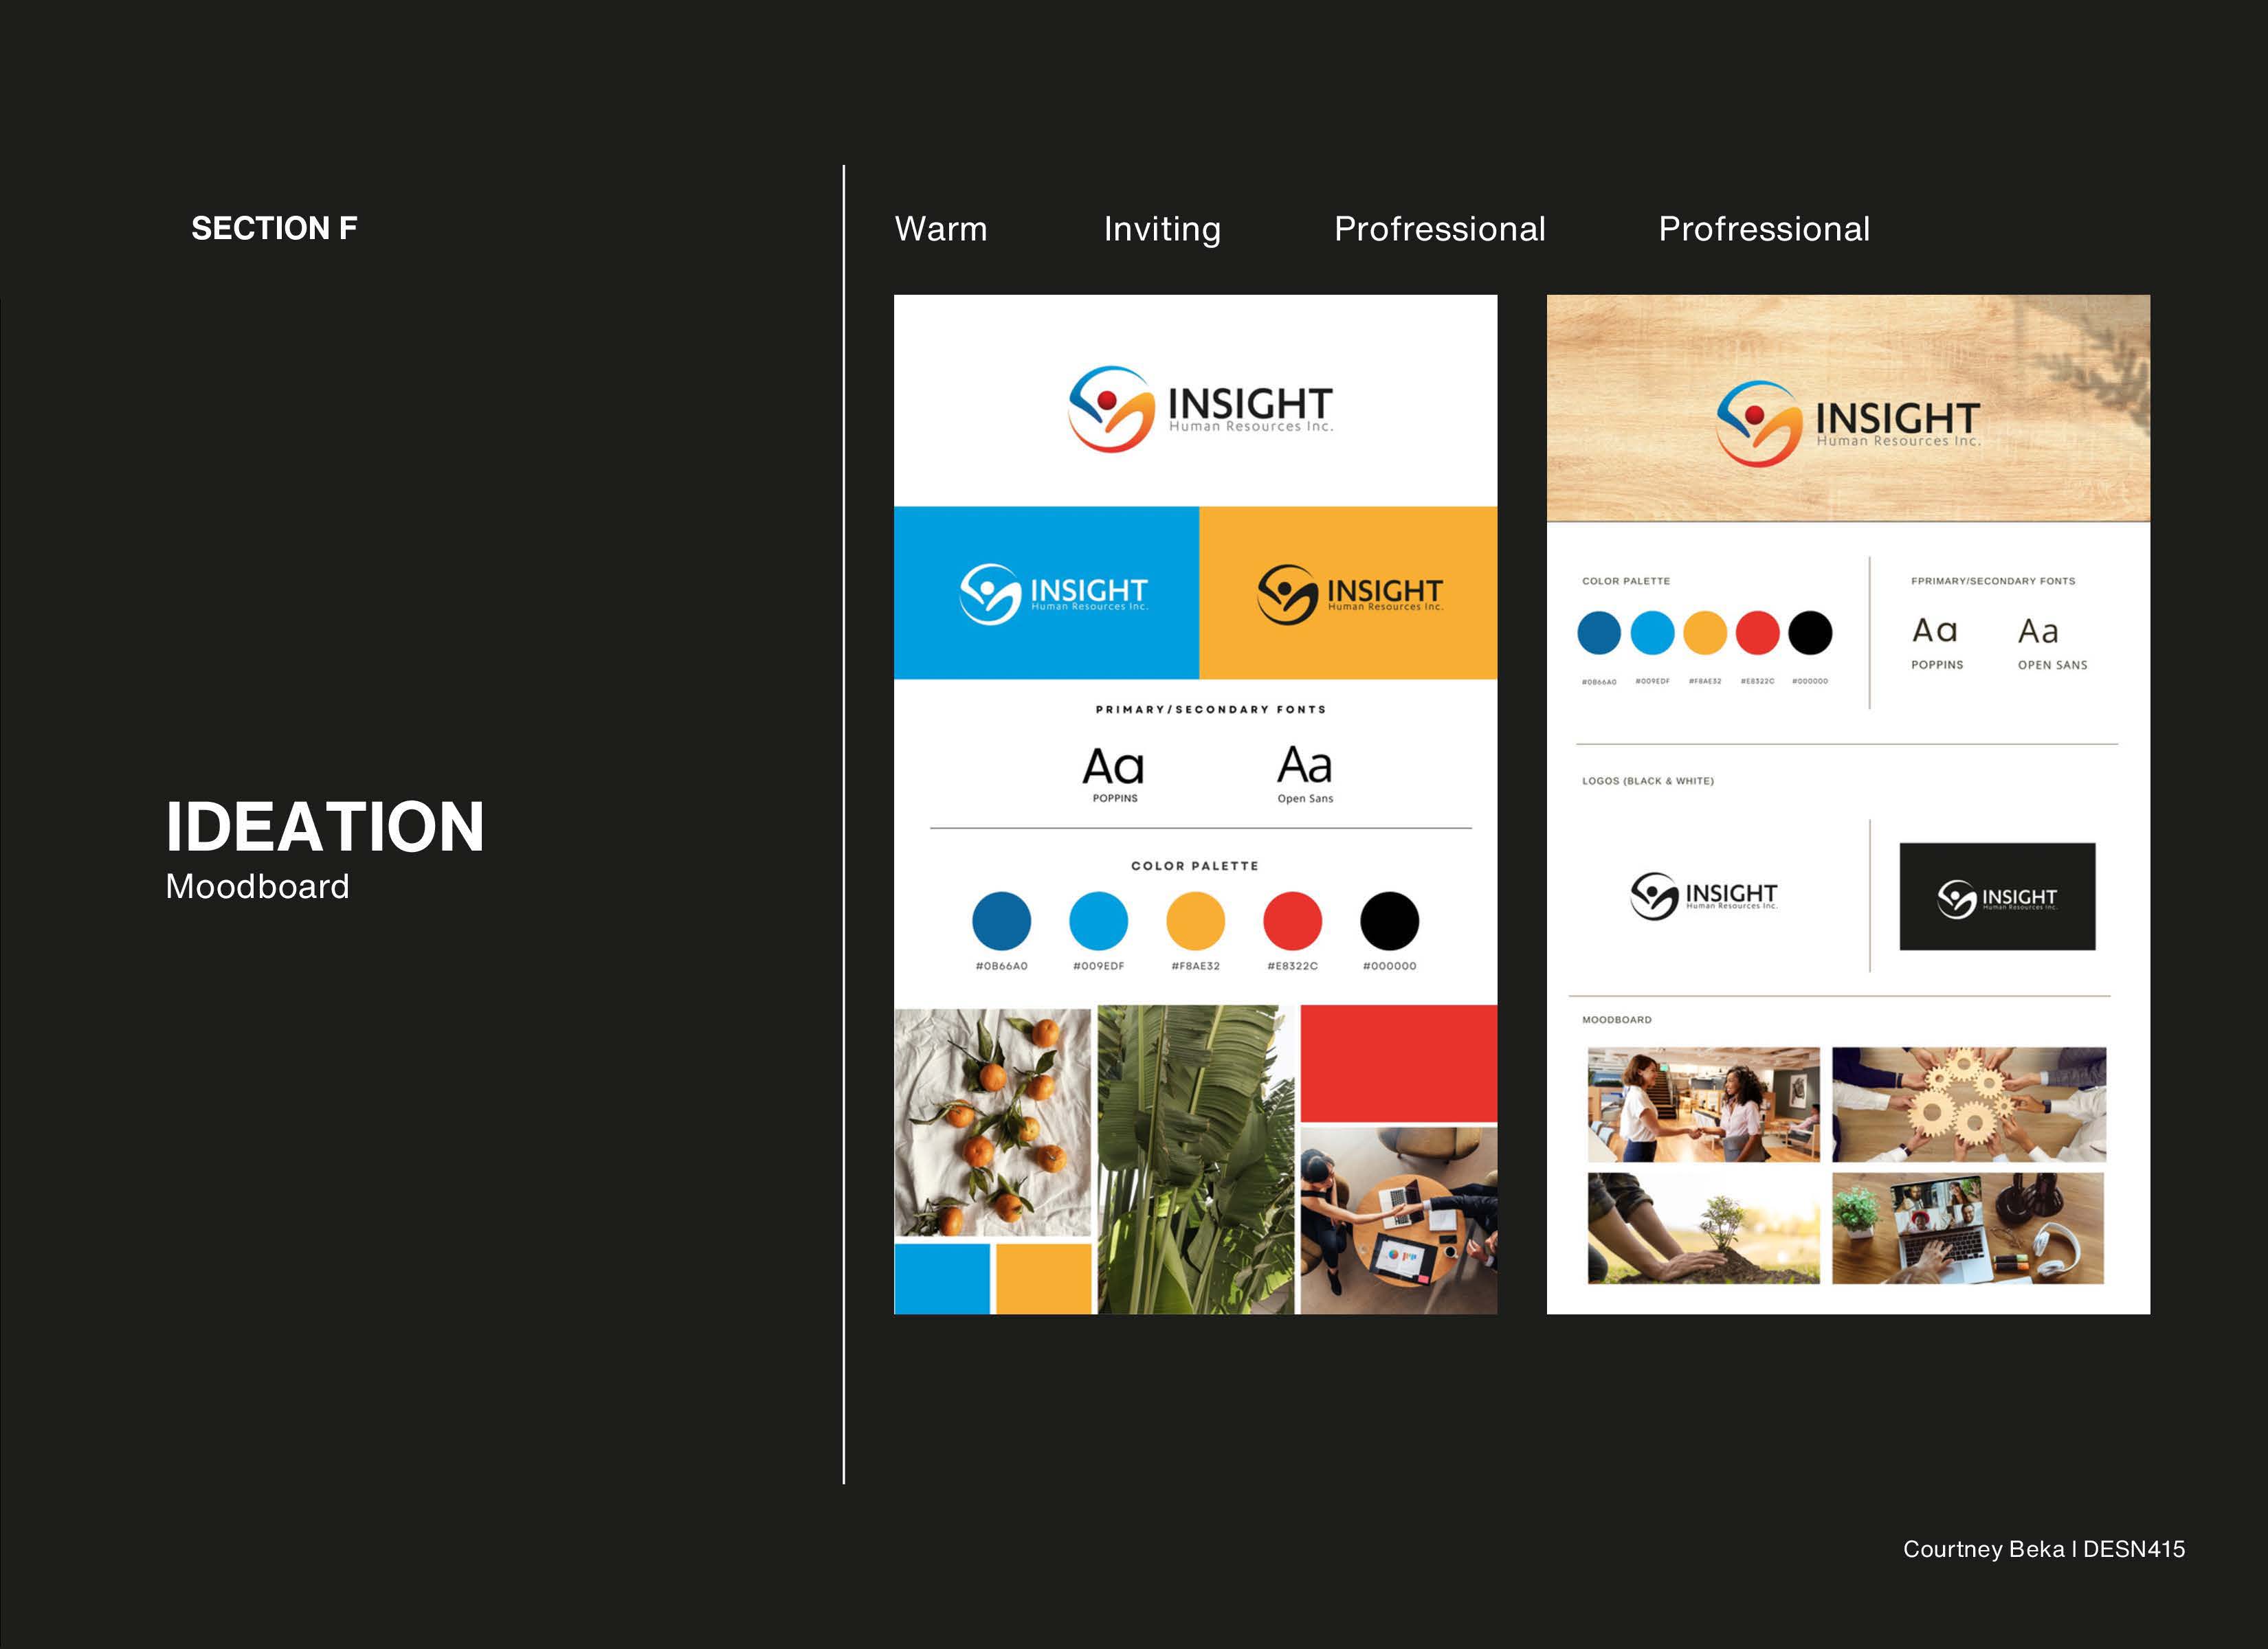 SECTION F
IDEATION
Moodboard
Warm Inviting Profressional Profressional
INSIGHT
Human Resources Inc.
INSIGHT
Human Resources Inc.
INSIGHT
Human Resources Inc.
PRIMARY/SECONDARY FONTS
Aa Aa
POPPINS Open Sans
COLOR PALETTE
#0B66A0 #009EDF #F8AE32 #E8322C #000000
INSIGHT
Human Resources Inc.
COLOR PALETTE
#0B66A0 #009EDF #F8AE32 #E8322C #000000
FPRIMARY/SECONDARY FONTS
Aa Aa
POPPINS OPEN SANS
LOGOS (BLACK & WHITE)
INSIGHT
Human Resources Inc.
INSIGHT
Human Resources Inc.
MOODBOARD
Courtney Beka I DESN415